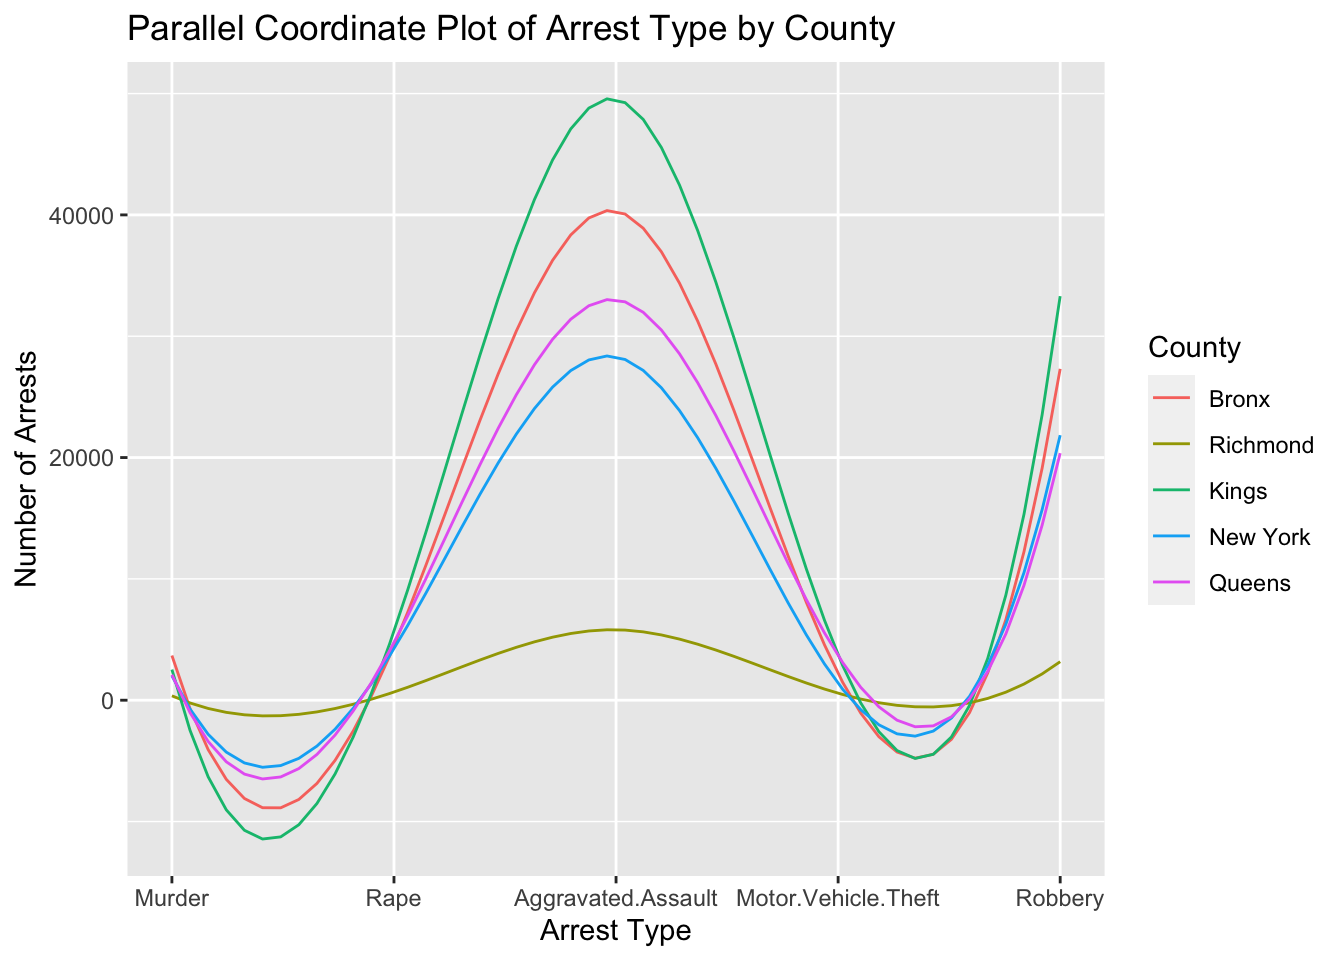 Parallel Coordinate Plot of Arrest Type by County
Number of Arrests
40000
20000
0
Murder
Rape
Aggravated.Assault
Motor.Vehicle.Theft
Robbery
Arrest Type
County
Bronx
Richmond
Kings
New York
Queens